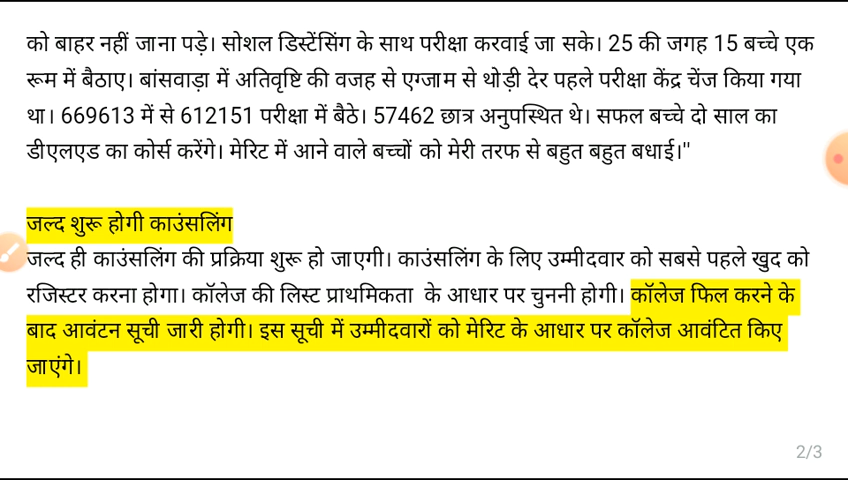 को बाहर नहीं जाना पड़े। सोशल डिस्टेंसिंग के साथ परीक्षा करवाई जा सके। 25 की जगह 15 बच्चे एक
रूम में बैठाए। बांसवाड़ा में अतिवृष्टि की वजह से एग्जाम से थोड़ी देर पहले परीक्षा केंद्र चेंज किया गया
था। 669613 में से 612151 परीक्षा में बैठे। 57462 छात्र अनुपस्थित थे। सफल बच्चे दो साल का
डीएलएड का कोर्स करेंगे। मेरिट में आने वाले बच्चों को मेरी तरफ से बहुत बहुत बधाई।"
जल्द शुरू होगी काउंसलिंग
जल्द ही काउंसलिंग की प्रक्रिया शुरू हो जाएगी। काउंसलिंग के लिए उम्मीदवार को सबसे पहले खुद को
रजिस्टर करना होगा। कॉलेज की लिस्ट प्राथमिकता के आधार पर चुननी होगी। कॉलेज फिल करने के
बाद आवंटन सूची जारी होगी। इस सूची में उम्मीदवारों को मेरिट के आधार पर कॉलेज आवंटित किए
जाएंगे।
2/3